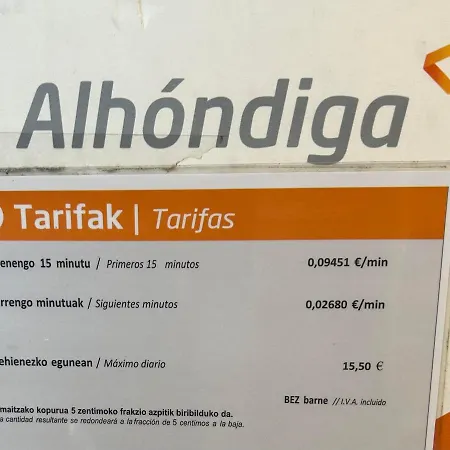 Alhóndiga
Tarifak | Tarifas
enengo 15 minutu / Primeros 15 minutos 0,09451 €/min
rrengo minutuak / Siguientes minutos 0,02680 €/min
ehienezko egunean / Máximo diario 15,50 €
BEZ barne // I.V.A. incluido
maitzako kopurua 5 zentimoko frakzio azpitik biribilduko da.
a cantidad resultante se redondeará a la fracción de 5 céntimos a la baja.